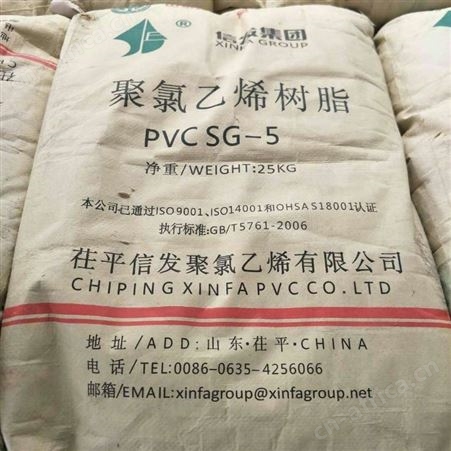 ®
信发集团
XINFA GROUP
聚氯乙烯树脂
PVC SG-5
净重/WEIGHT:25KG
本公司已通过ISO9001、ISO14001和OHSAS18001认证
执行标准:GB/T5761-2006
茌平信发聚氯乙烯有限公司
CHIPING XINFA PVC CO.LTD
地 址/ADD:山东·茌平·CHINA
电 话/TEL:0086-0635-4256066
邮箱/EMAIL:xinfagroup@xinfagroup.net